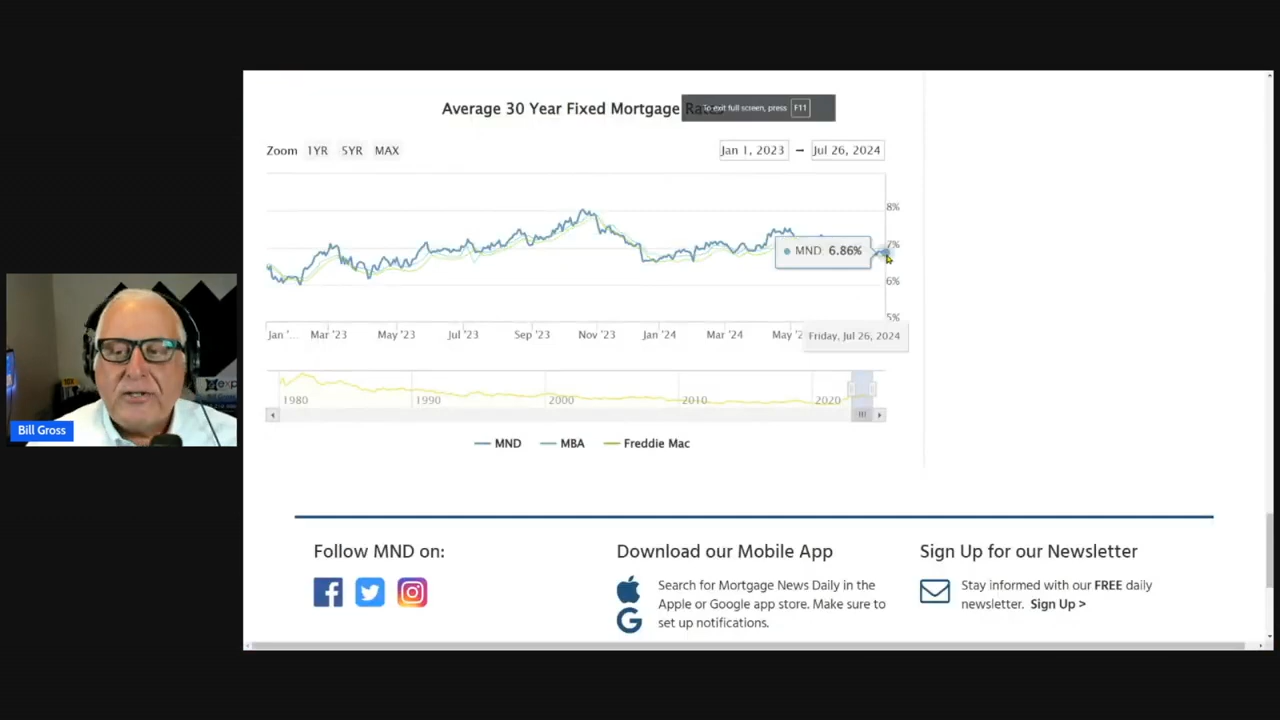 Average 30 Year Fixed Mortgage Rates
To exit full screen, press F11
Zoom 1YR 5YR MAX
Jan 1, 2023 → Jul 26, 2024
8%
MND: 6.86%
7%
6%
5%
Jan '... Mar '23 May '23 Jul '23 Sep '23 Nov '23 Jan '24 Mar '24 May '2
Friday, Jul 26, 2024
1980 1990 2000 2010 2020
MND MBA Freddie Mac
exp
Bill Gross
Follow MND on:
Download our Mobile App
Search for Mortgage News Daily in the
Apple or Google app store. Make sure to
set up notifications.
Sign Up for our Newsletter
Stay informed with our FREE daily
newsletter. Sign Up >